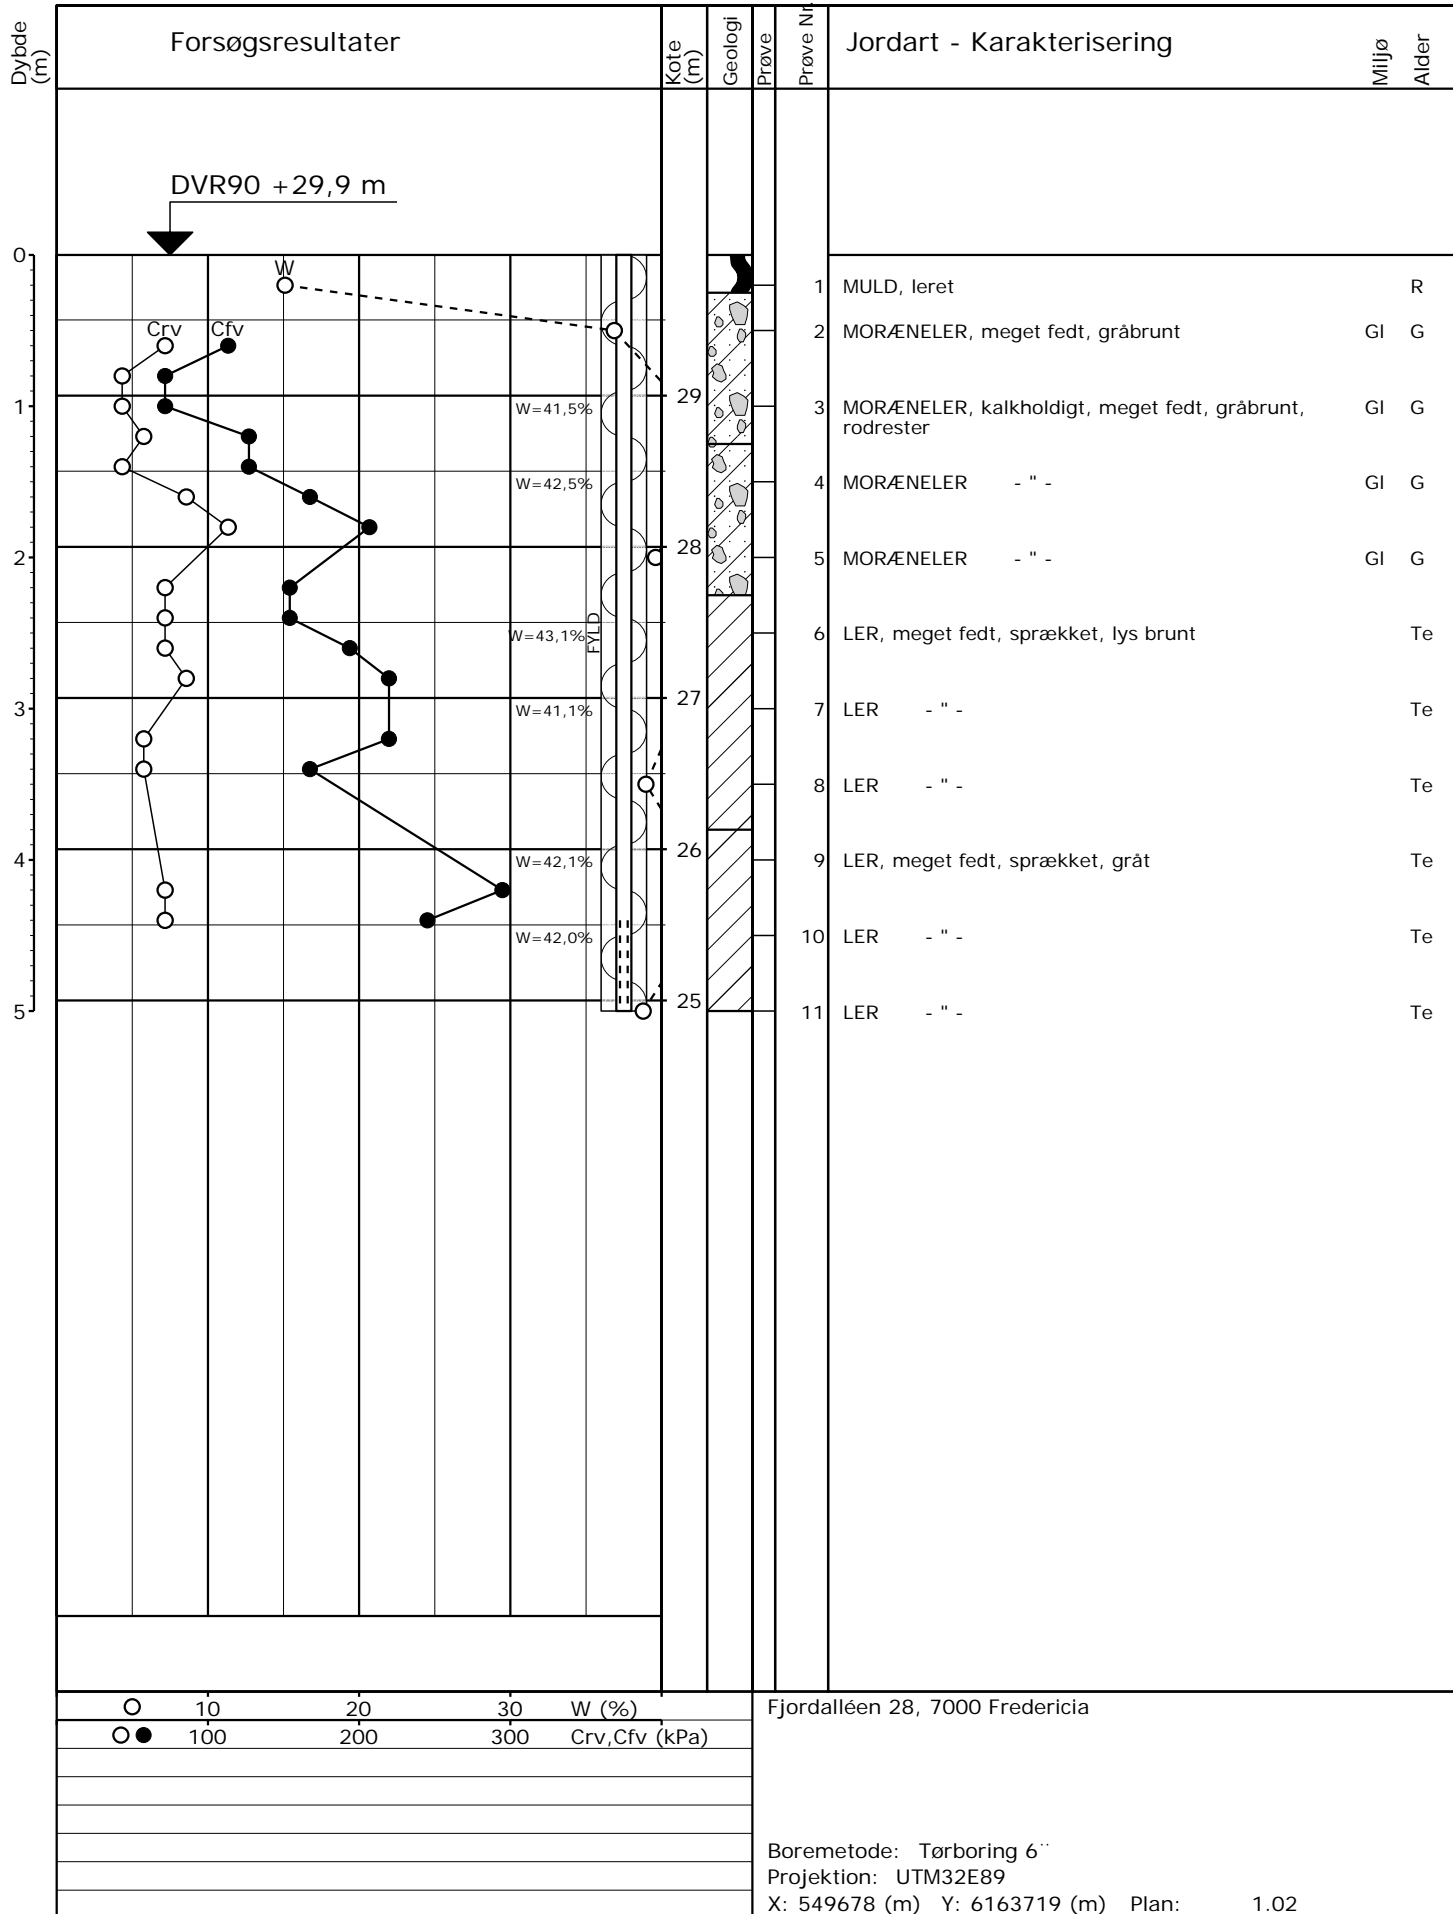 Dybde (m)
Forsøgsresultater
Kote (m)
Geologi
Prøve
Prøve Nr.
Jordart - Karakterisering
Miljø
Alder
DVR90 +29,9 m
0
W
1 MULD, leret R
Crv Cfv
2 MORÆNELER, meget fedt, gråbrunt Gl G
29
1
W=41,5%
3 MORÆNELER, kalkholdigt, meget fedt, gråbrunt, Gl G
rodrester
W=42,5%
4 MORÆNELER - " - Gl G
28
2
5 MORÆNELER - " - Gl G
FYLD
W=43,1%
6 LER, meget fedt, sprækket, lys brunt Te
27
3
W=41,1%
7 LER - " - Te
8 LER - " - Te
26
4
W=42,1%
9 LER, meget fedt, sprækket, gråt Te
W=42,0%
10 LER - " - Te
25
5
11 LER - " - Te
10 20 30 W (%)
100 200 300 Crv,Cfv (kPa)
Fjordalléen 28, 7000 Fredericia
Boremetode: Tørboring 6¨
Projektion: UTM32E89
X: 549678 (m) Y: 6163719 (m) Plan: 1.02